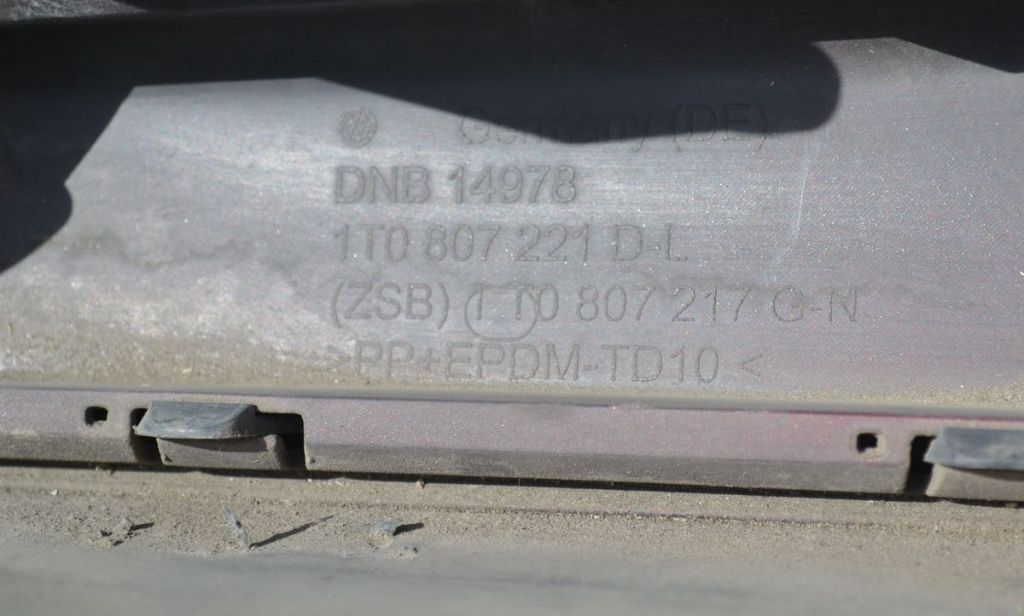 Germany (DE)
DNB 14978
1T0 807 221 D-L
(ZSB) 1T0 807 217 G-N
>PP+EPDM-TD10<